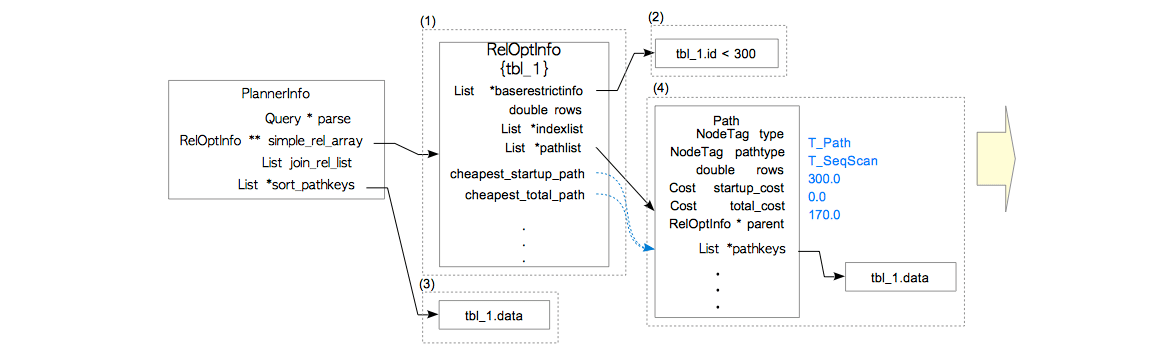 PlannerInfo
Query * parse
RelOptInfo ** simple_rel_array
List join_rel_list
List *sort_pathkeys
(1)
RelOptInfo
{tbl_1}
List *baserestrictinfo
double rows
List *indexlist
List *pathlist
cheapest_startup_path
cheapest_total_path
.
.
.
(2)
tbl_1.id < 300
(3)
tbl_1.data
(4)
Path
NodeTag type T_Path
NodeTag pathtype T_SeqScan
double rows 300.0
Cost startup_cost 0.0
Cost total_cost 170.0
RelOptInfo * parent
List *pathkeys
.
.
.
tbl_1.data